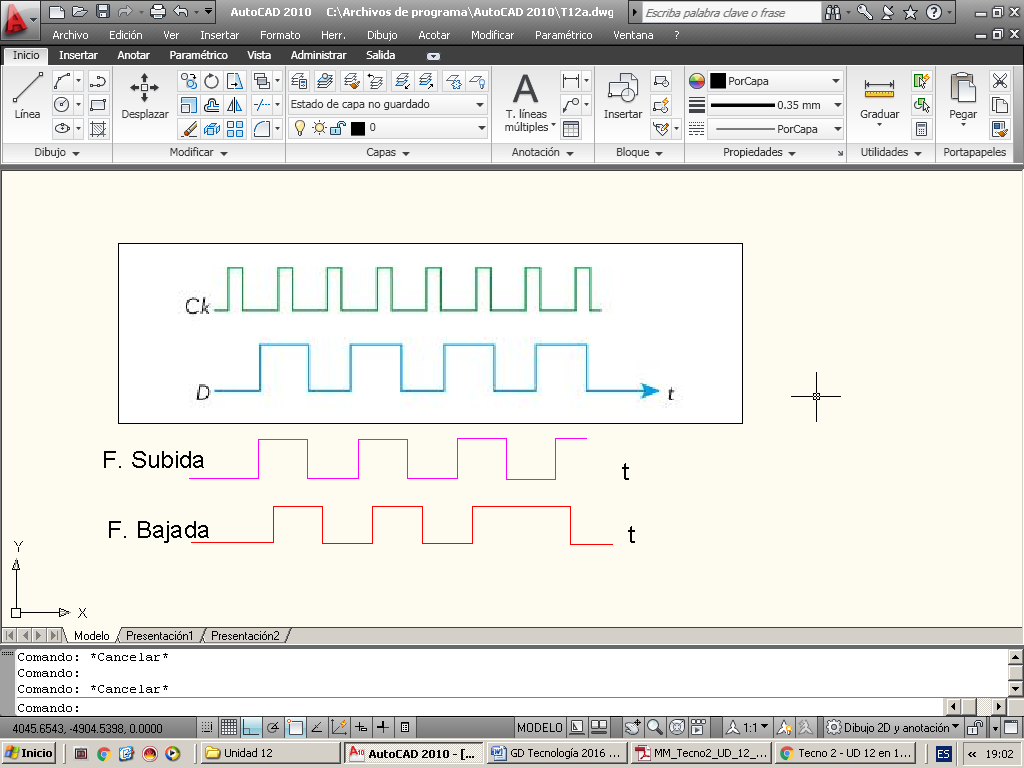 AutoCAD 2010 C:\Archivos de programa\AutoCAD 2010\T12a.dwg
Escriba palabra clave o frase
Archivo Edición Ver Insertar Formato Herr. Dibujo Acotar Modificar Paramétrico Ventana ?
Inicio Insertar Anotar Paramétrico Vista Administrar Salida
Línea
Desplazar
Estado de capa no guardado
0
A
T. líneas
múltiples
Insertar
PorCapa
0.35 mm
PorCapa
Graduar
Pegar
Dibujo Modificar Capas Anotación Bloque Propiedades Utilidades Portapapeles
Ck
D t
F. Subida t
F. Bajada t
Y
X
Modelo Presentación1 Presentación2
Comando: *Cancelar*
Comando:
Comando: *Cancelar*
Comando:
4045.6543, -4904.5398, 0.0000 MODELO 1:1 Dibujo 2D y anotación
Inicio Unidad 12 AutoCAD 2010 - [... GD Tecnología 2016 ... MM_Tecno2_UD_12_... Tecno 2 - UD 12 en 1... ES « 19:02